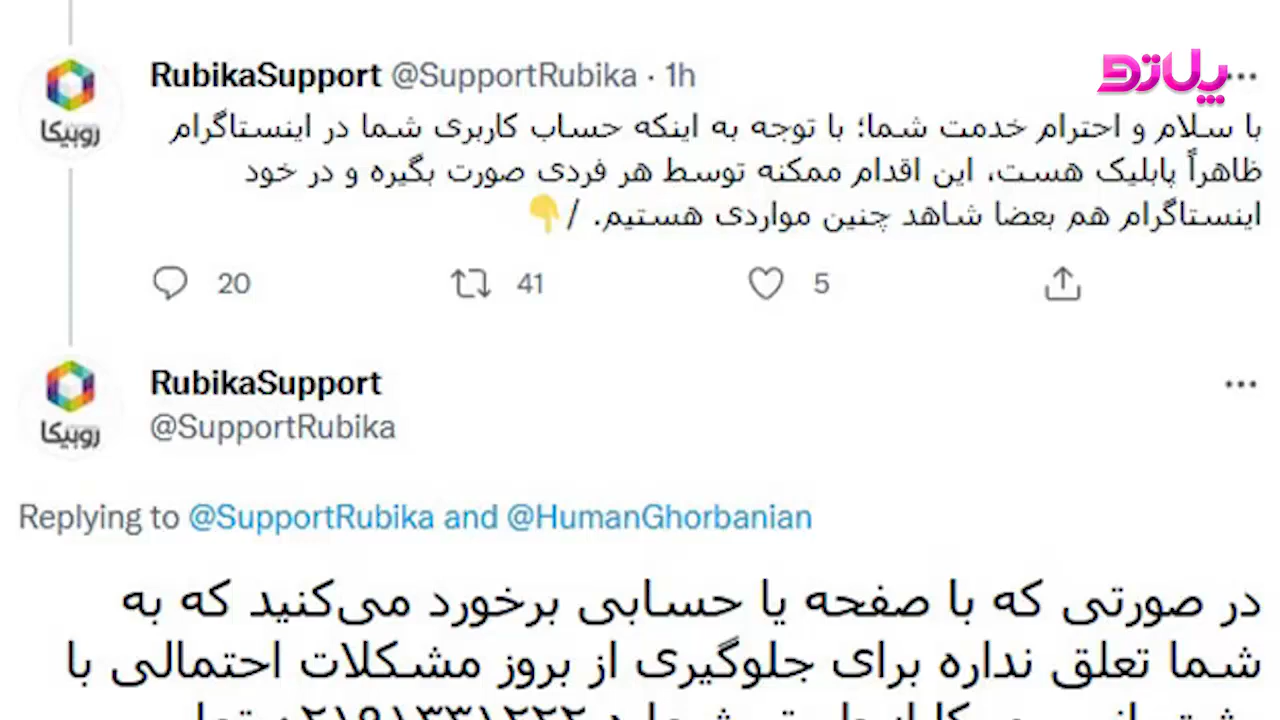 RubikaSupport @SupportRubika · 1h
پلازو
روبیکا
با سلام و احترام خدمت شما؛ با توجه به اینکه حساب کاربری شما در اینستاگرام
ظاهراً پابلیک هست، این اقدام ممکنه توسط هر فردی صورت بگیره و در خود
اینستاگرام هم بعضا شاهد چنین مواردی هستیم. /👇
20 41 5
RubikaSupport
@SupportRubika
روبیکا
Replying to @SupportRubika and @HumanGhorbanian
در صورتی که با صفحه یا حسابی برخورد می‌کنید که به
شما تعلق نداره برای جلوگیری از بروز مشکلات احتمالی با